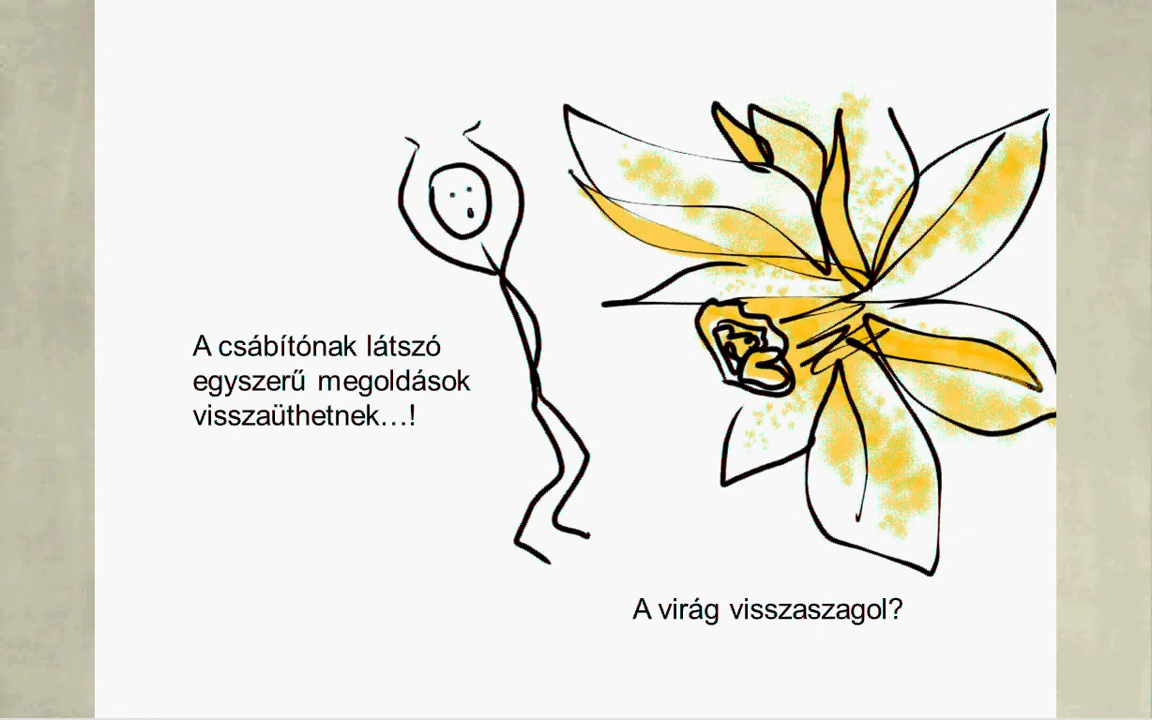 A csábítónak látszó
egyszerű megoldások
visszaüthetnek…!
A virág visszaszagol?